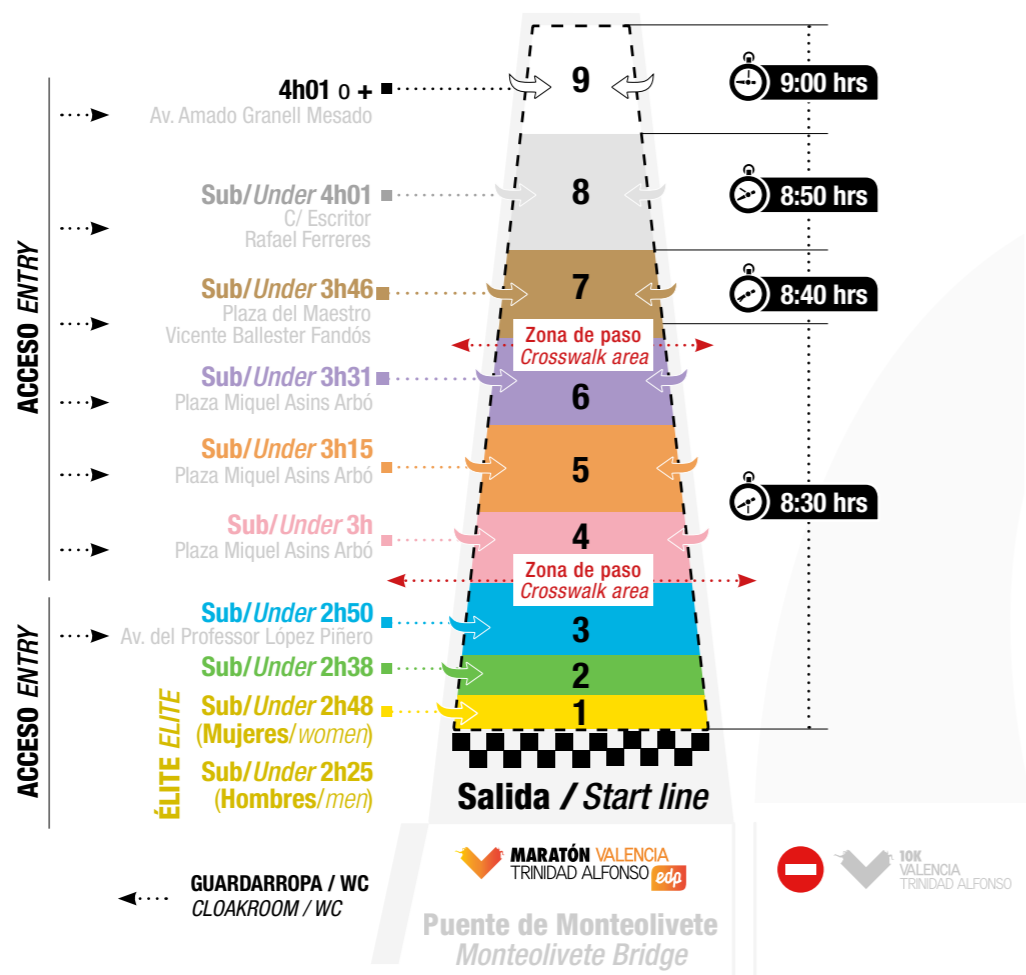 9
4h01 o +
Av. Amado Granell Mesado
9:00 hrs
8
Sub/Under 4h01
C/ Escritor
Rafael Ferreres
8:50 hrs
7
Sub/Under 3h46
Plaza del Maestro
Vicente Ballester Fandós
8:40 hrs
Zona de paso
Crosswalk area
ACCESO ENTRY
Sub/Under 3h31
Plaza Miquel Asins Arbó
6
Sub/Under 3h15
Plaza Miquel Asins Arbó
5
8:30 hrs
Sub/Under 3h
Plaza Miquel Asins Arbó
4
Zona de paso
Crosswalk area
ACCESO ENTRY
Sub/Under 2h50
Av. del Professor López Piñero
3
Sub/Under 2h38
2
ÉLITE ELITE
Sub/Under 2h48
(Mujeres/women)
1
Sub/Under 2h25
(Hombres/men)
Salida / Start line
MARATÓN VALENCIA
TRINIDAD ALFONSO edp
10K
VALENCIA
TRINIDAD ALFONSO
GUARDARROPA / WC
CLOAKROOM / WC
Puente de Monteolivete
Monteolivete Bridge